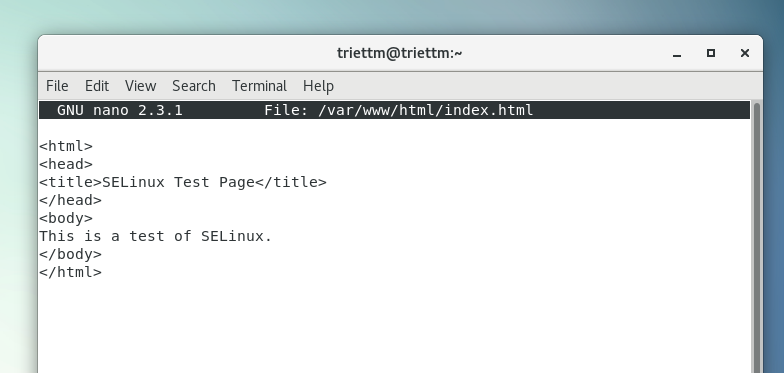 triettm@triettm:~
File Edit View Search Terminal Help
GNU nano 2.3.1 File: /var/www/html/index.html
<html>
<head>
<title>SELinux Test Page</title>
</head>
<body>
This is a test of SELinux.
</body>
</html>